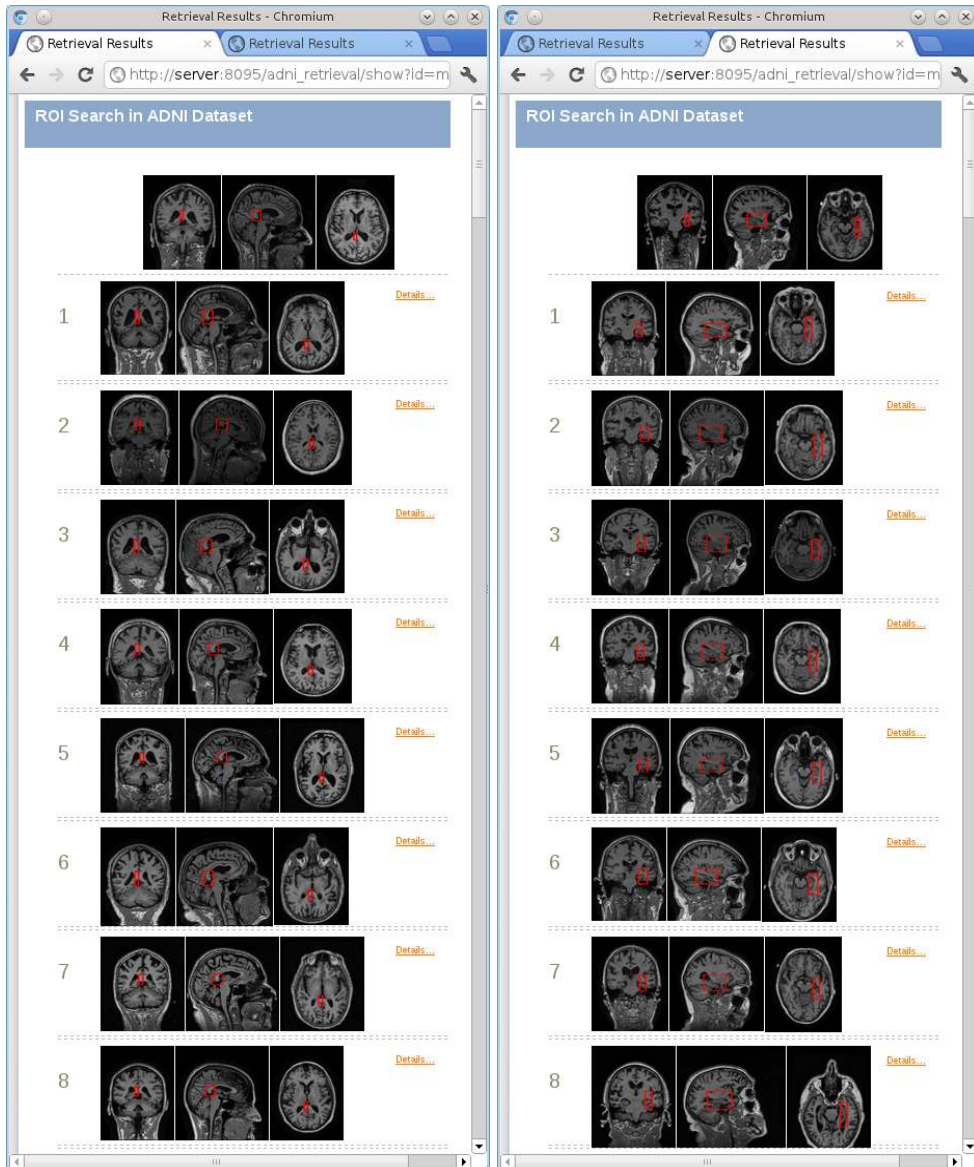 Retrieval Results - Chromium
Retrieval Results
Retrieval Results
http://server:8095/adni_retrieval/show?id=m
ROI Search in ADNI Dataset
1
Details...
2
Details...
3
Details...
4
Details...
5
Details...
6
Details...
7
Details...
8
Details...
Retrieval Results - Chromium
Retrieval Results
Retrieval Results
http://server:8095/adni_retrieval/show?id=m
ROI Search in ADNI Dataset
1
Details...
2
Details...
3
Details...
4
Details...
5
Details...
6
Details...
7
Details...
8
Details...